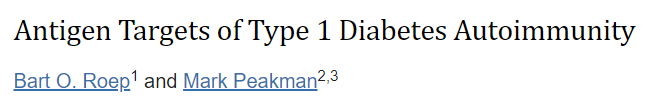 Antigen Targets of Type 1 Diabetes Autoimmunity
Bart O. Roep1 and Mark Peakman2,3